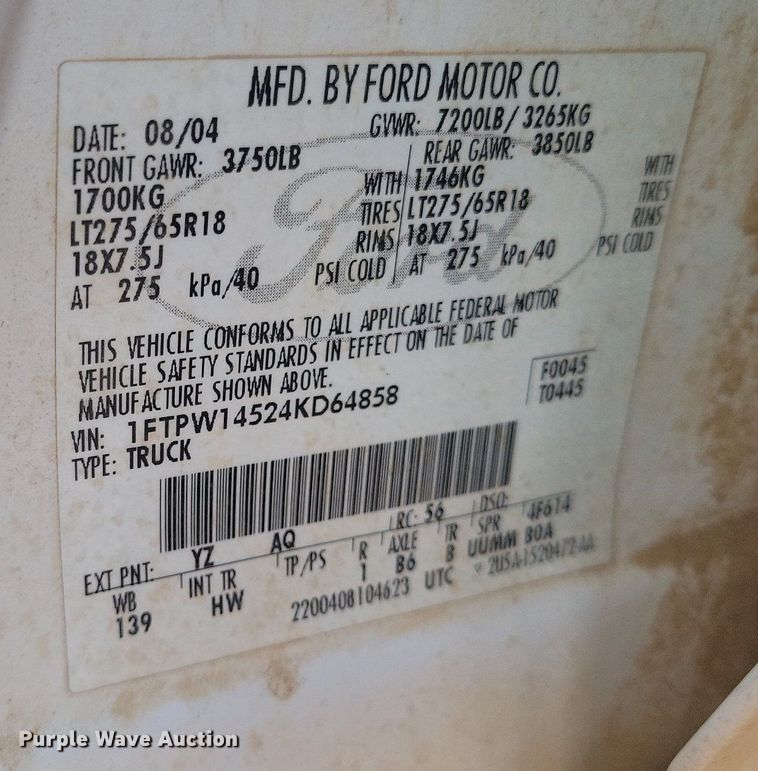 MFD. BY FORD MOTOR CO.
DATE: 08/04 GVWR: 7200LB/ 3265KG
FRONT GAWR: 3750LB REAR GAWR: 3850LB
1700KG WITH 1746KG WITH
LT275/65R18 TIRES LT275/65R18 TIRES
18X7.5J RIMS 18X7.5J RIMS
AT 275 kPa/40 PSI COLD AT 275 kPa/40 PSI COLD
Ford
THIS VEHICLE CONFORMS TO ALL APPLICABLE FEDERAL MOTOR
VEHICLE SAFETY STANDARDS IN EFFECT ON THE DATE OF
MANUFACTURE SHOWN ABOVE.
VIN: 1FTPW14524KD64858
TYPE: TRUCK
F0045
T0445
EXT PNT: YZ AQ RC: 56 DSO:
WB INT TR TP/PS R AXLE TR SPR 4F614
139 HW 1 B6 B UUMM BOA
2200408104623 UTC 2U5A-1520472-AA
Purple Wave Auction